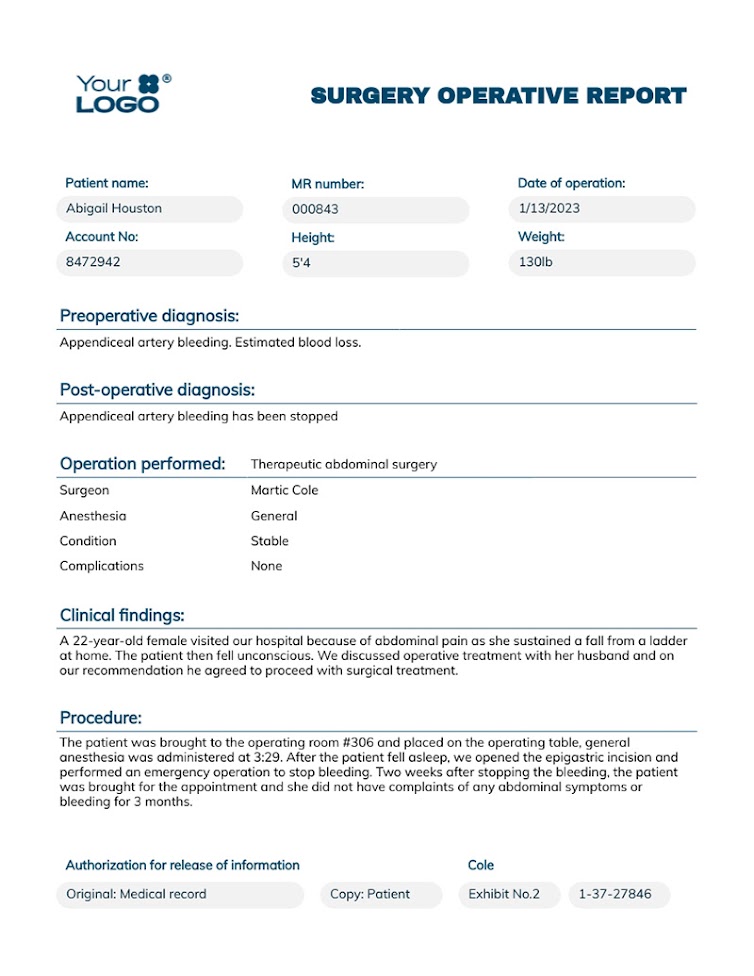 Your ®
LOGO
SURGERY OPERATIVE REPORT
Patient name: MR number: Date of operation:
Abigail Houston 000843 1/13/2023
Account No: Height: Weight:
8472942 5'4 130lb
Preoperative diagnosis:
Appendiceal artery bleeding. Estimated blood loss.
Post-operative diagnosis:
Appendiceal artery bleeding has been stopped
Operation performed: Therapeutic abdominal surgery
Surgeon Martic Cole
Anesthesia General
Condition Stable
Complications None
Clinical findings:
A 22-year-old female visited our hospital because of abdominal pain as she sustained a fall from a ladder
at home. The patient then fell unconscious. We discussed operative treatment with her husband and on
our recommendation he agreed to proceed with surgical treatment.
Procedure:
The patient was brought to the operating room #306 and placed on the operating table, general
anesthesia was administered at 3:29. After the patient fell asleep, we opened the epigastric incision and
performed an emergency operation to stop bleeding. Two weeks after stopping the bleeding, the patient
was brought for the appointment and she did not have complaints of any abdominal symptoms or
bleeding for 3 months.
Authorization for release of information Cole
Original: Medical record Copy: Patient Exhibit No.2 1-37-27846